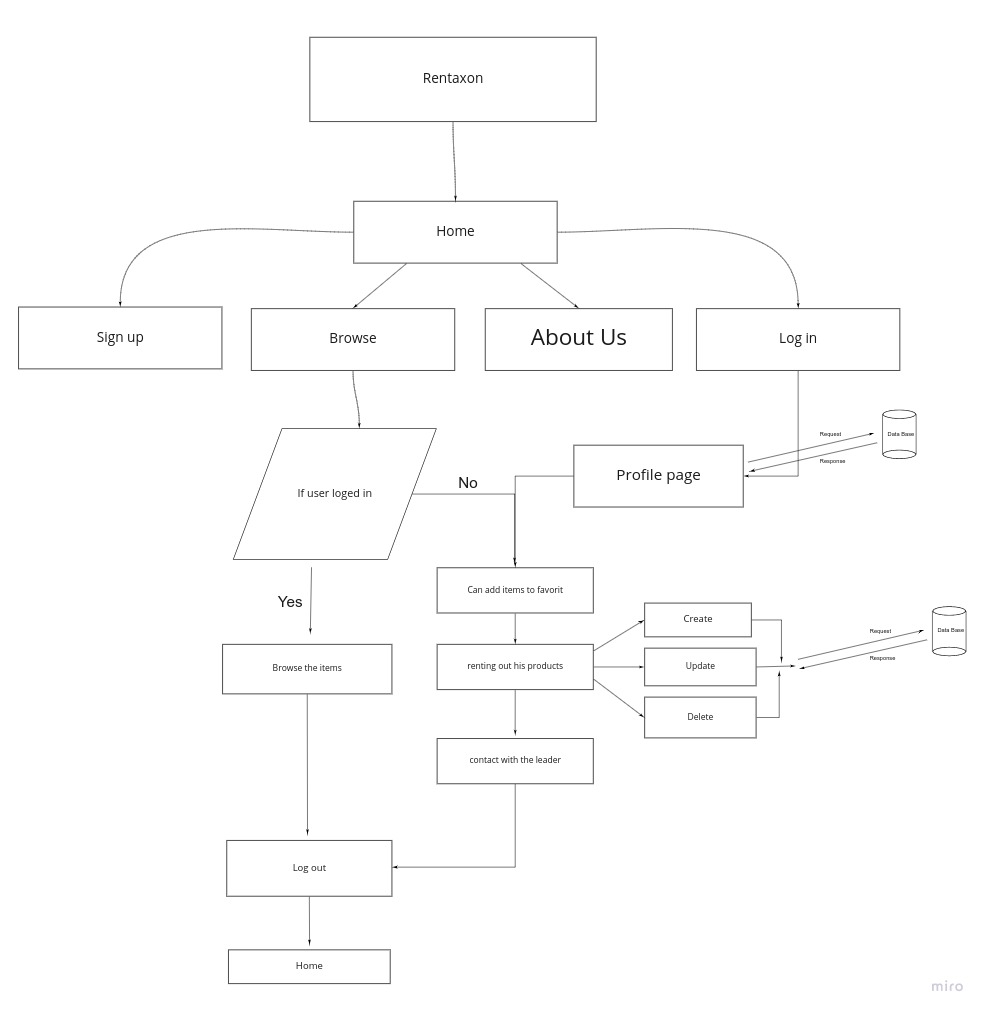 Rentaxon
Home
Sign up
Browse
About Us
Log in
Request
Data Base
Response
Profile page
If user loged in
No
Yes
Can add items to favorit
Create
Request
Data Base
Response
Browse the items
renting out his products
Update
Delete
contact with the leader
Log out
Home
miro